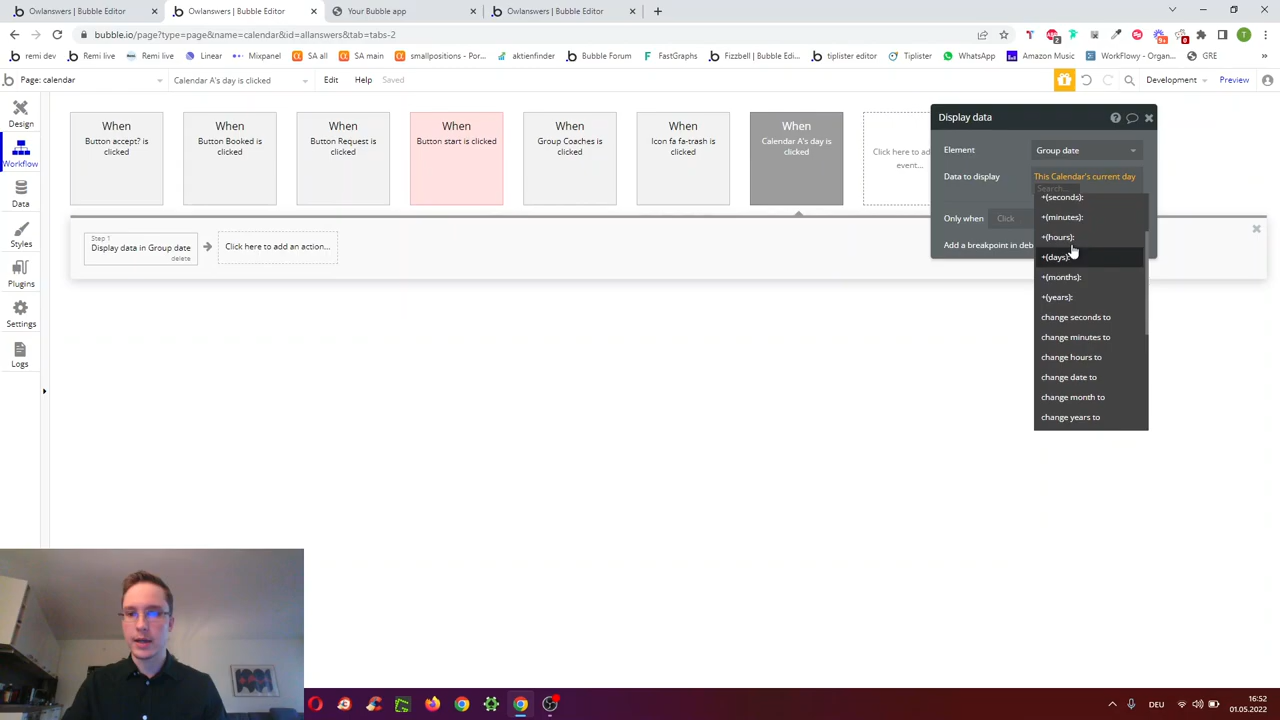 Owlanswers | Bubble Editor
Owlanswers | Bubble Editor
Your Bubble app
Owlanswers | Bubble Editor
bubble.io/page?type=page&name=calendar&id=allanswers&tab=tabs-2
remi dev
Remi live
Remi live
Linear
Mixpanel
SA all
smallpositiOrg - Por...
aktienfinder
Bubble Forum
FastGraphs
Fizzbell | Bubble Edi...
tiplister editor
Tiplister
WhatsApp
Amazon Music
WorkFlowy - Organ...
GRE
Page: calendar
Calendar A's day is clicked
Edit
Help
Saved
Development
Preview
Design
Workflow
Data
Styles
Plugins
Settings
Logs
When
Button accept? is
clicked
When
Button Booked is
clicked
When
Button Request is
clicked
When
Button start is clicked
When
Group Coaches is
clicked
When
Icon fa fa-trash is
clicked
When
Calendar A's day is
clicked
Click here to add
event...
Step 1
Display data in Group date
delete
Click here to add an action...
Display data
Element
Group date
Data to display
This Calendar's current day
Search...
Only when
Click
Add a breakpoint in deb
+(seconds):
+(minutes):
+(hours):
+(days):
+(months):
+(years):
change seconds to
change minutes to
change hours to
change date to
change month to
change years to
DEU
16:52
01.05.2022